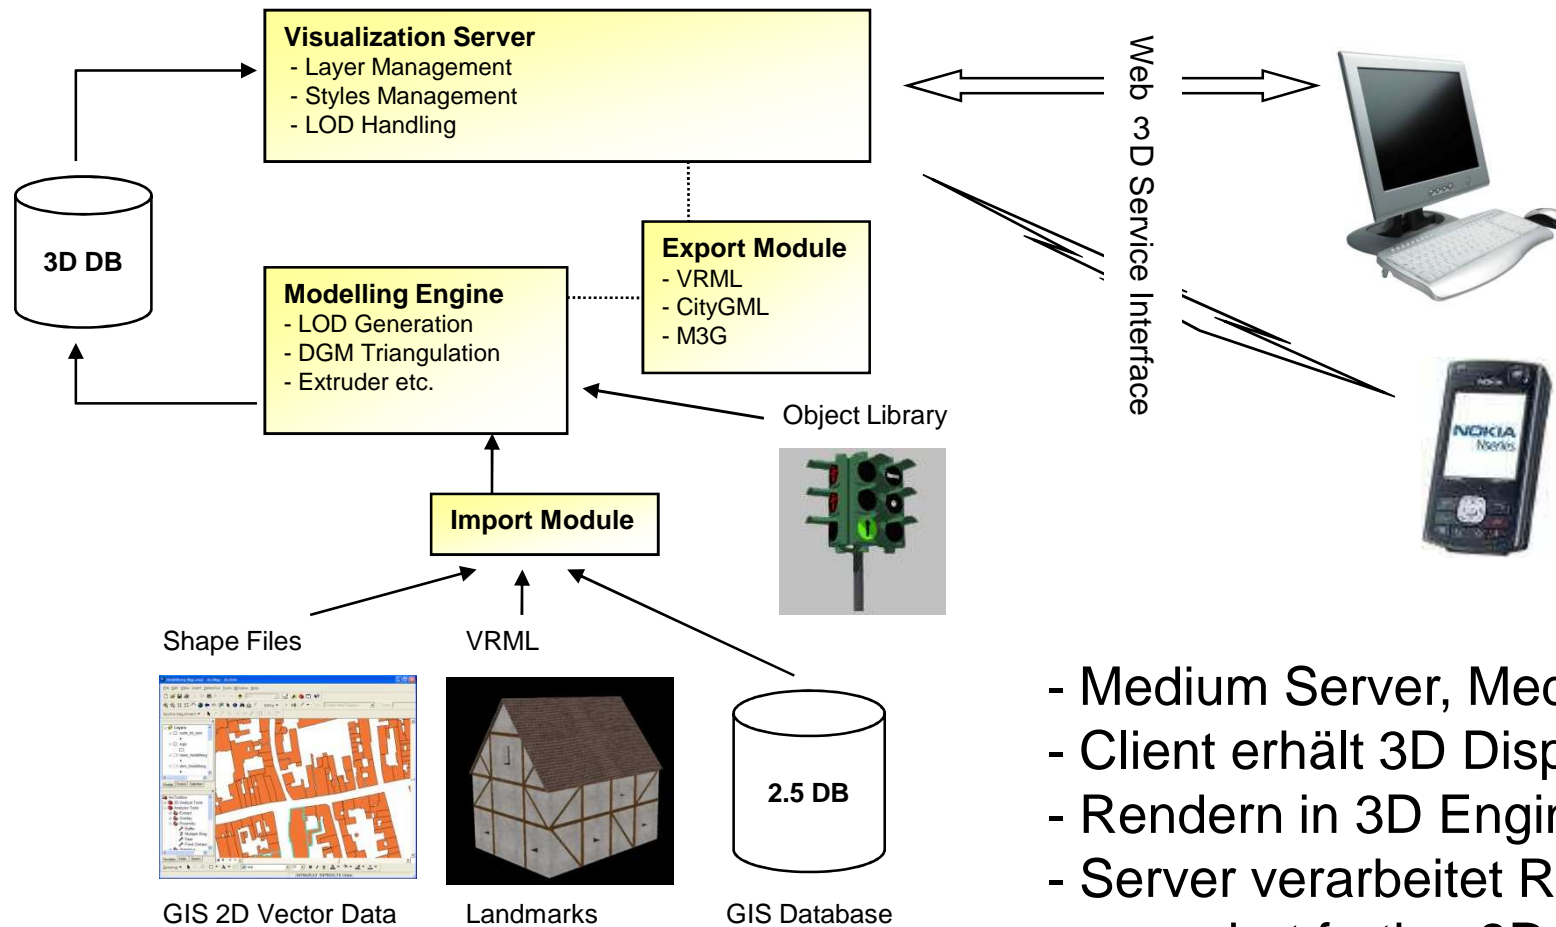 Visualization Server
- Layer Management
- Styles Management
- LOD Handling
Web 3D Service Interface
3D DB
Export Module
- VRML
- CityGML
- M3G
Modelling Engine
- LOD Generation
- DGM Triangulation
- Extruder etc.
Object Library
NOKIA
NOKIA
Nseries
Import Module
Shape Files
VRML
2.5 DB
GIS 2D Vector Data
Landmarks
GIS Database
- Medium Server, Med
- Client erhält 3D Disp
- Rendern in 3D Engin
- Server verarbeitet R